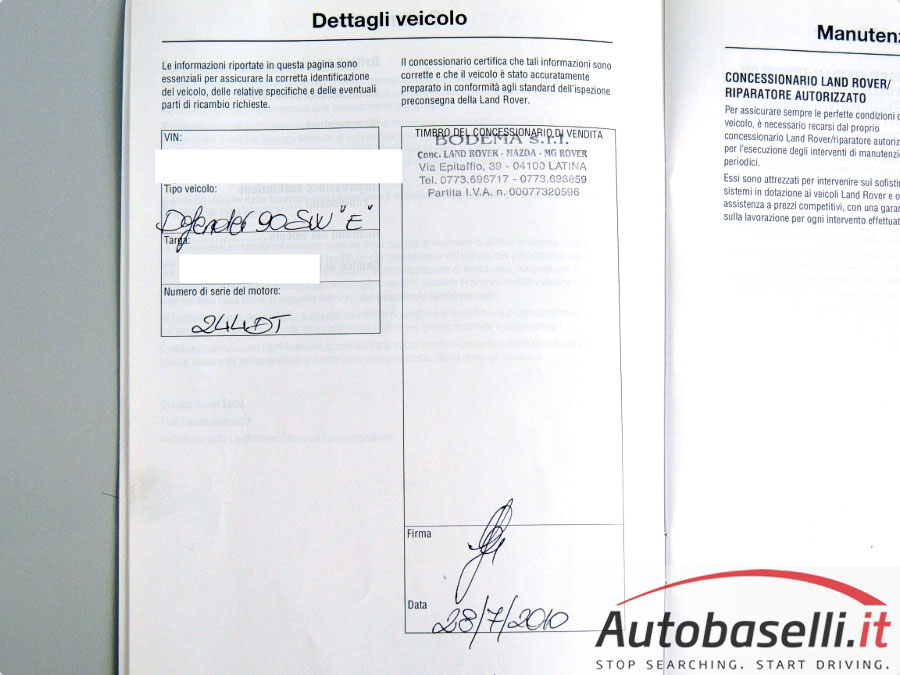 Dettagli veicolo
Le informazioni riportate in questa pagina sono
essenziali per assicurare la corretta identificazione
del veicolo, delle relative specifiche e delle eventuali
parti di ricambio richieste.
Il concessionario certifica che tali informazioni sono
corrette e che il veicolo è stato accuratamente
preparato in conformità agli standard dell'ispezione
preconsegna della Land Rover.
VIN:
Tipo veicolo:
Defender 90 SW "E"
Targa:
Numero di serie del motore:
244DT
TIMBRO DEL CONCESSIONARIO DI VENDITA
BODEMA s.r.l.
Conc. LAND ROVER - MAZDA - MG ROVER
Via Epitaffio, 39 - 04100 LATINA
Tel. 0773.696717 - 0773.696859
Partita I.V.A. n. 00077320596
Firma
Data
28/7/2010
Manutenz
CONCESSIONARIO LAND ROVER/
RIPARATORE AUTORIZZATO
Per assicurare sempre le perfette condizioni
veicolo, è necessario recarsi dal proprio
concessionario Land Rover/riparatore autoriz
per l'esecuzione degli interventi di manutenzio
periodici.
Essi sono attrezzati per intervenire sui sofistic
sistemi in dotazione ai veicoli Land Rover e o
assistenza a prezzi competitivi, con una garan
sulla lavorazione per ogni intervento effettuat
Autobaselli.it
STOP SEARCHING. START DRIVING.